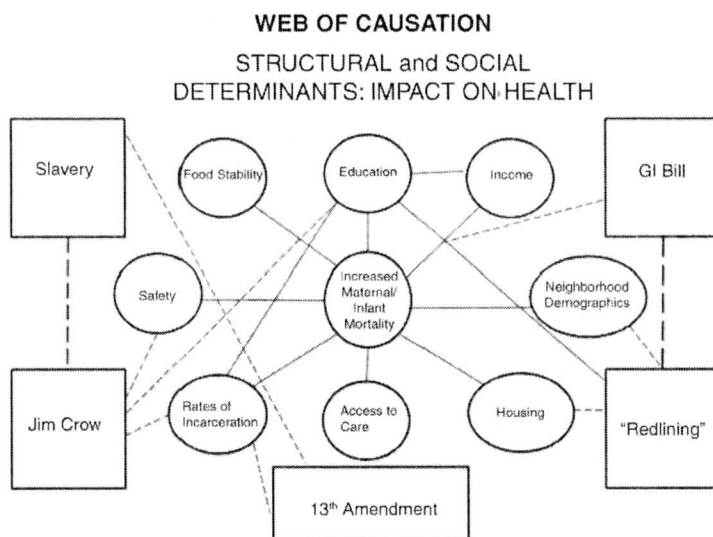 WEB OF CAUSATION
STRUCTURAL and SOCIAL
DETERMINANTS: IMPACT ON HEALTH
Slavery
Food Stability
Education
Income
GI Bill
Safety
Increased
Maternal/
Infant
Mortality
Neighborhood
Demographics
Jim Crow
Rates of
Incarceration
Access to
Care
Housing
"Redlining"
13th Amendment